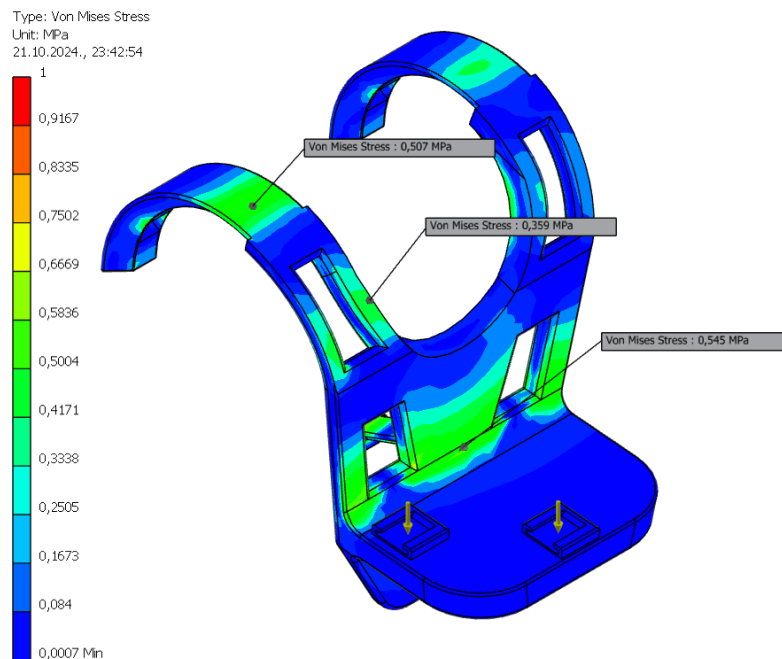 Type: Von Mises Stress
Unit: MPa
21.10.2024., 23:42:54
1
0,9167
0,8335
0,7502
0,6669
0,5836
0,5004
0,4171
0,3338
0,2505
0,1673
0,084
0,0007 Min
Von Mises Stress : 0,507 MPa
Von Mises Stress : 0,359 MPa
Von Mises Stress : 0,545 MPa